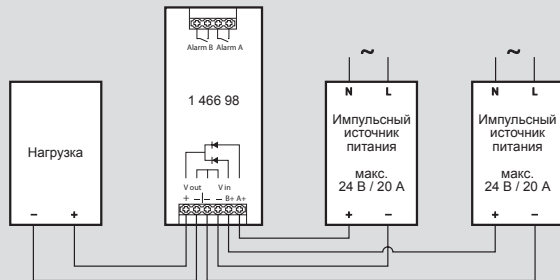 Alarm B Alarm A
1 466 98
V out V in
+ − − − B+ A+
Нагрузка
− +
~
N L
Импульсный
источник
питания
макс.
24 В / 20 А
+ −
~
N L
Импульсный
источник
питания
макс.
24 В / 20 А
+ −